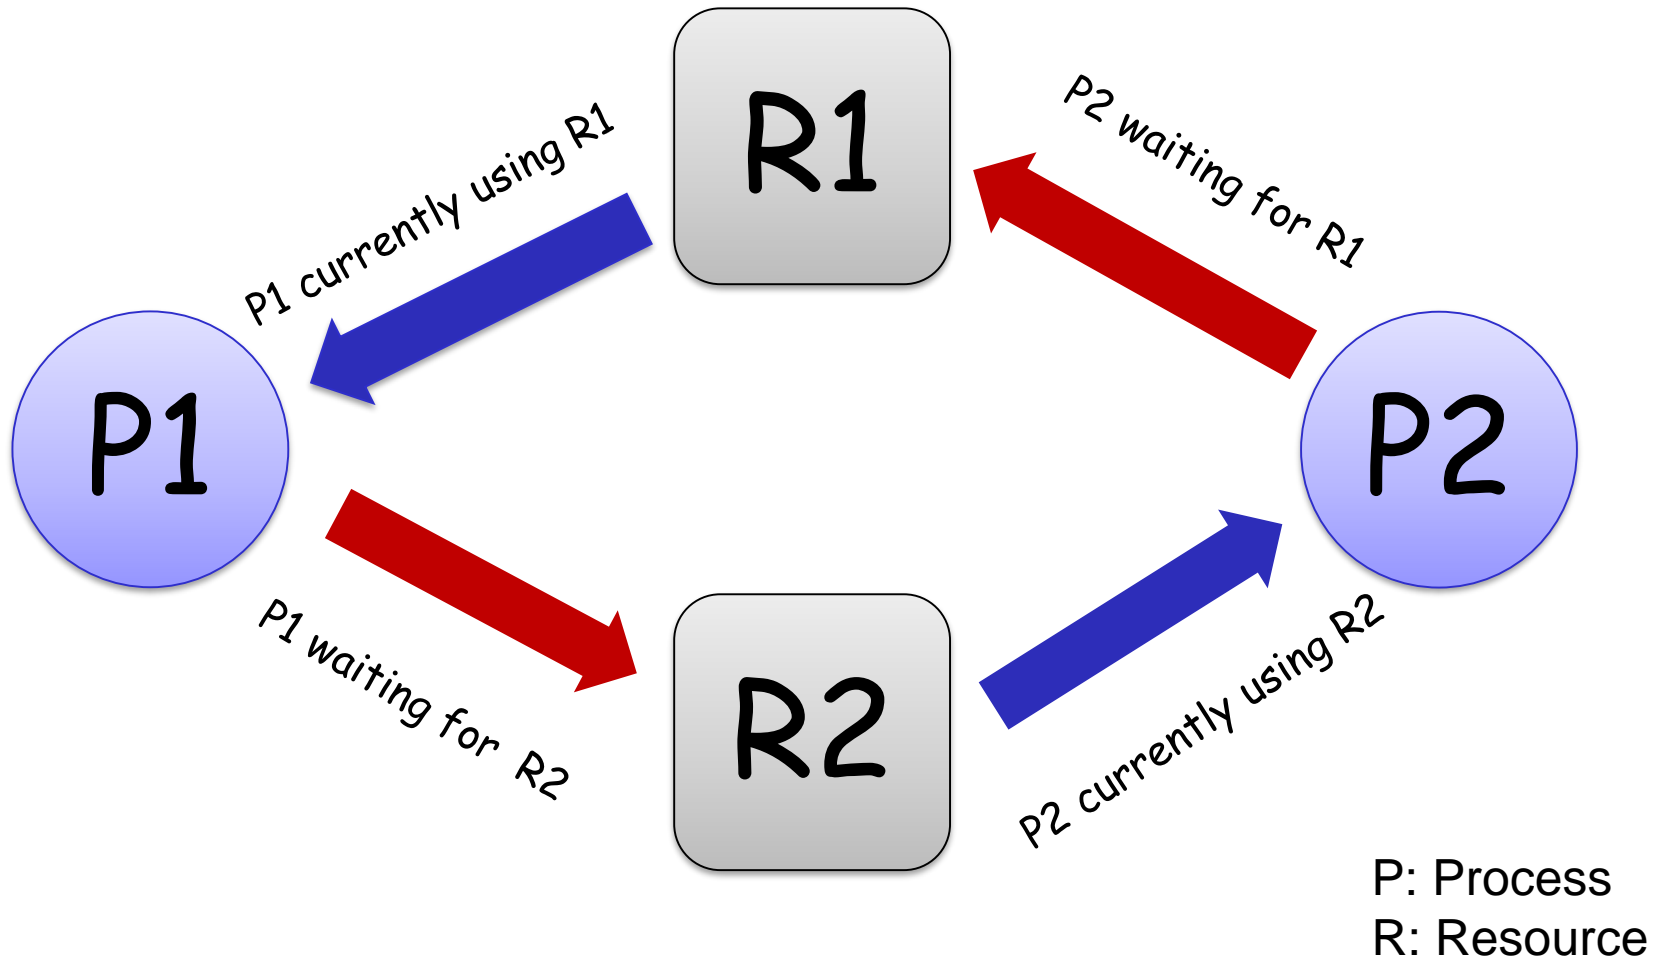 R1
P1 currently using R1
P2 waiting for R1
P1
P2
P1 waiting for R2
R2
P2 currently using R2
P: Process
R: Resource